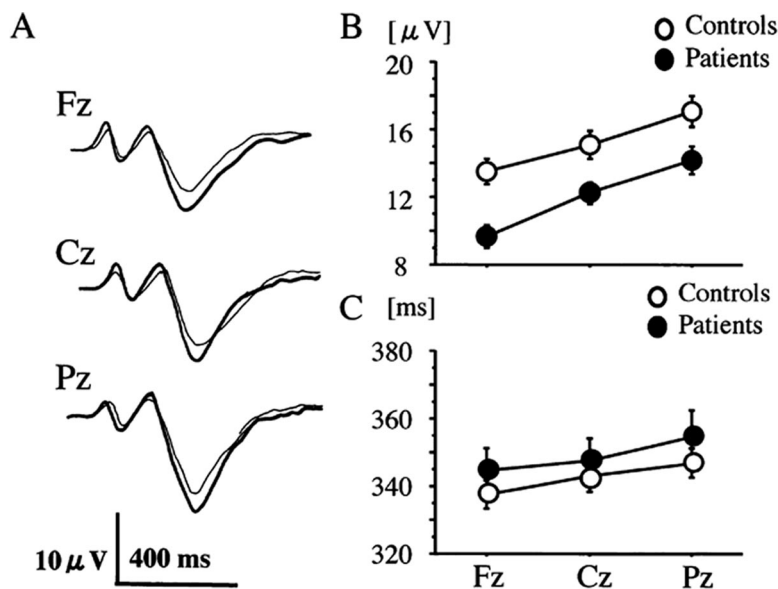 A
Fz
Cz
Pz
10 μV 400 ms
B [μV]
Controls
Patients
20
16
12
8
C [ms]
Controls
Patients
380
360
340
320
Fz Cz Pz